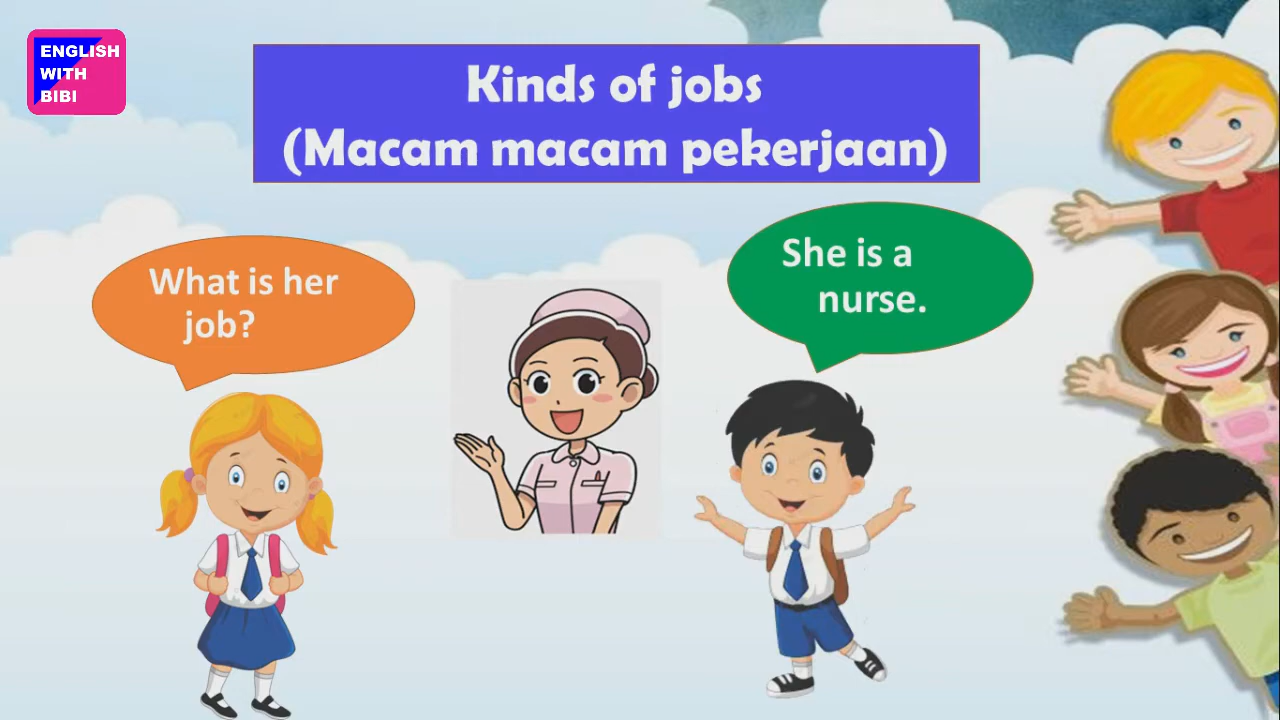 ENGLISH
WITH
BIBI
Kinds of jobs
(Macam macam pekerjaan)
What is her
job?
She is a
nurse.